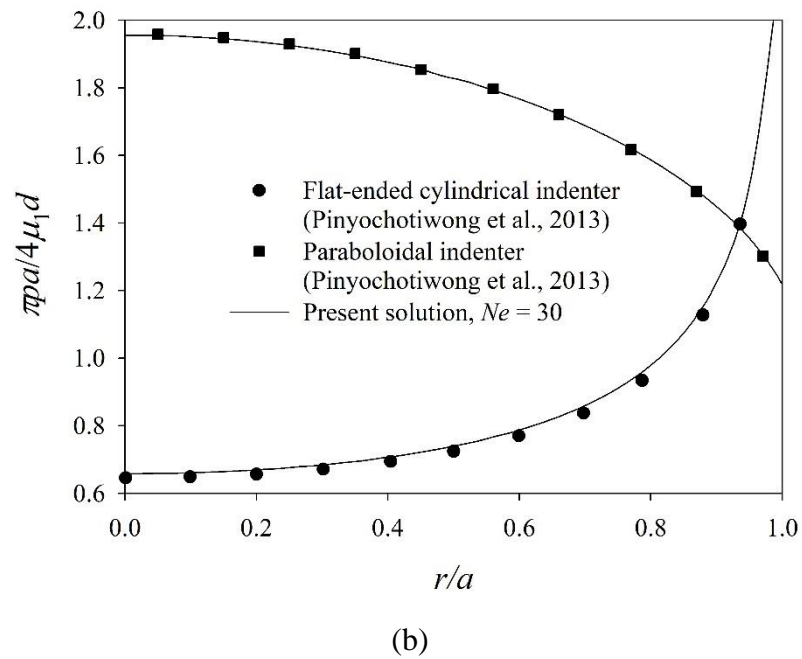 2.0
1.8
1.6
1.4
1.2
1.0
0.8
0.6
πpa/4μ₁d
Flat-ended cylindrical indenter
(Pinyochotiwong et al., 2013)
Paraboloidal indenter
(Pinyochotiwong et al., 2013)
Present solution, Ne = 30
0.0 0.2 0.4 0.6 0.8 1.0
r/a
(b)